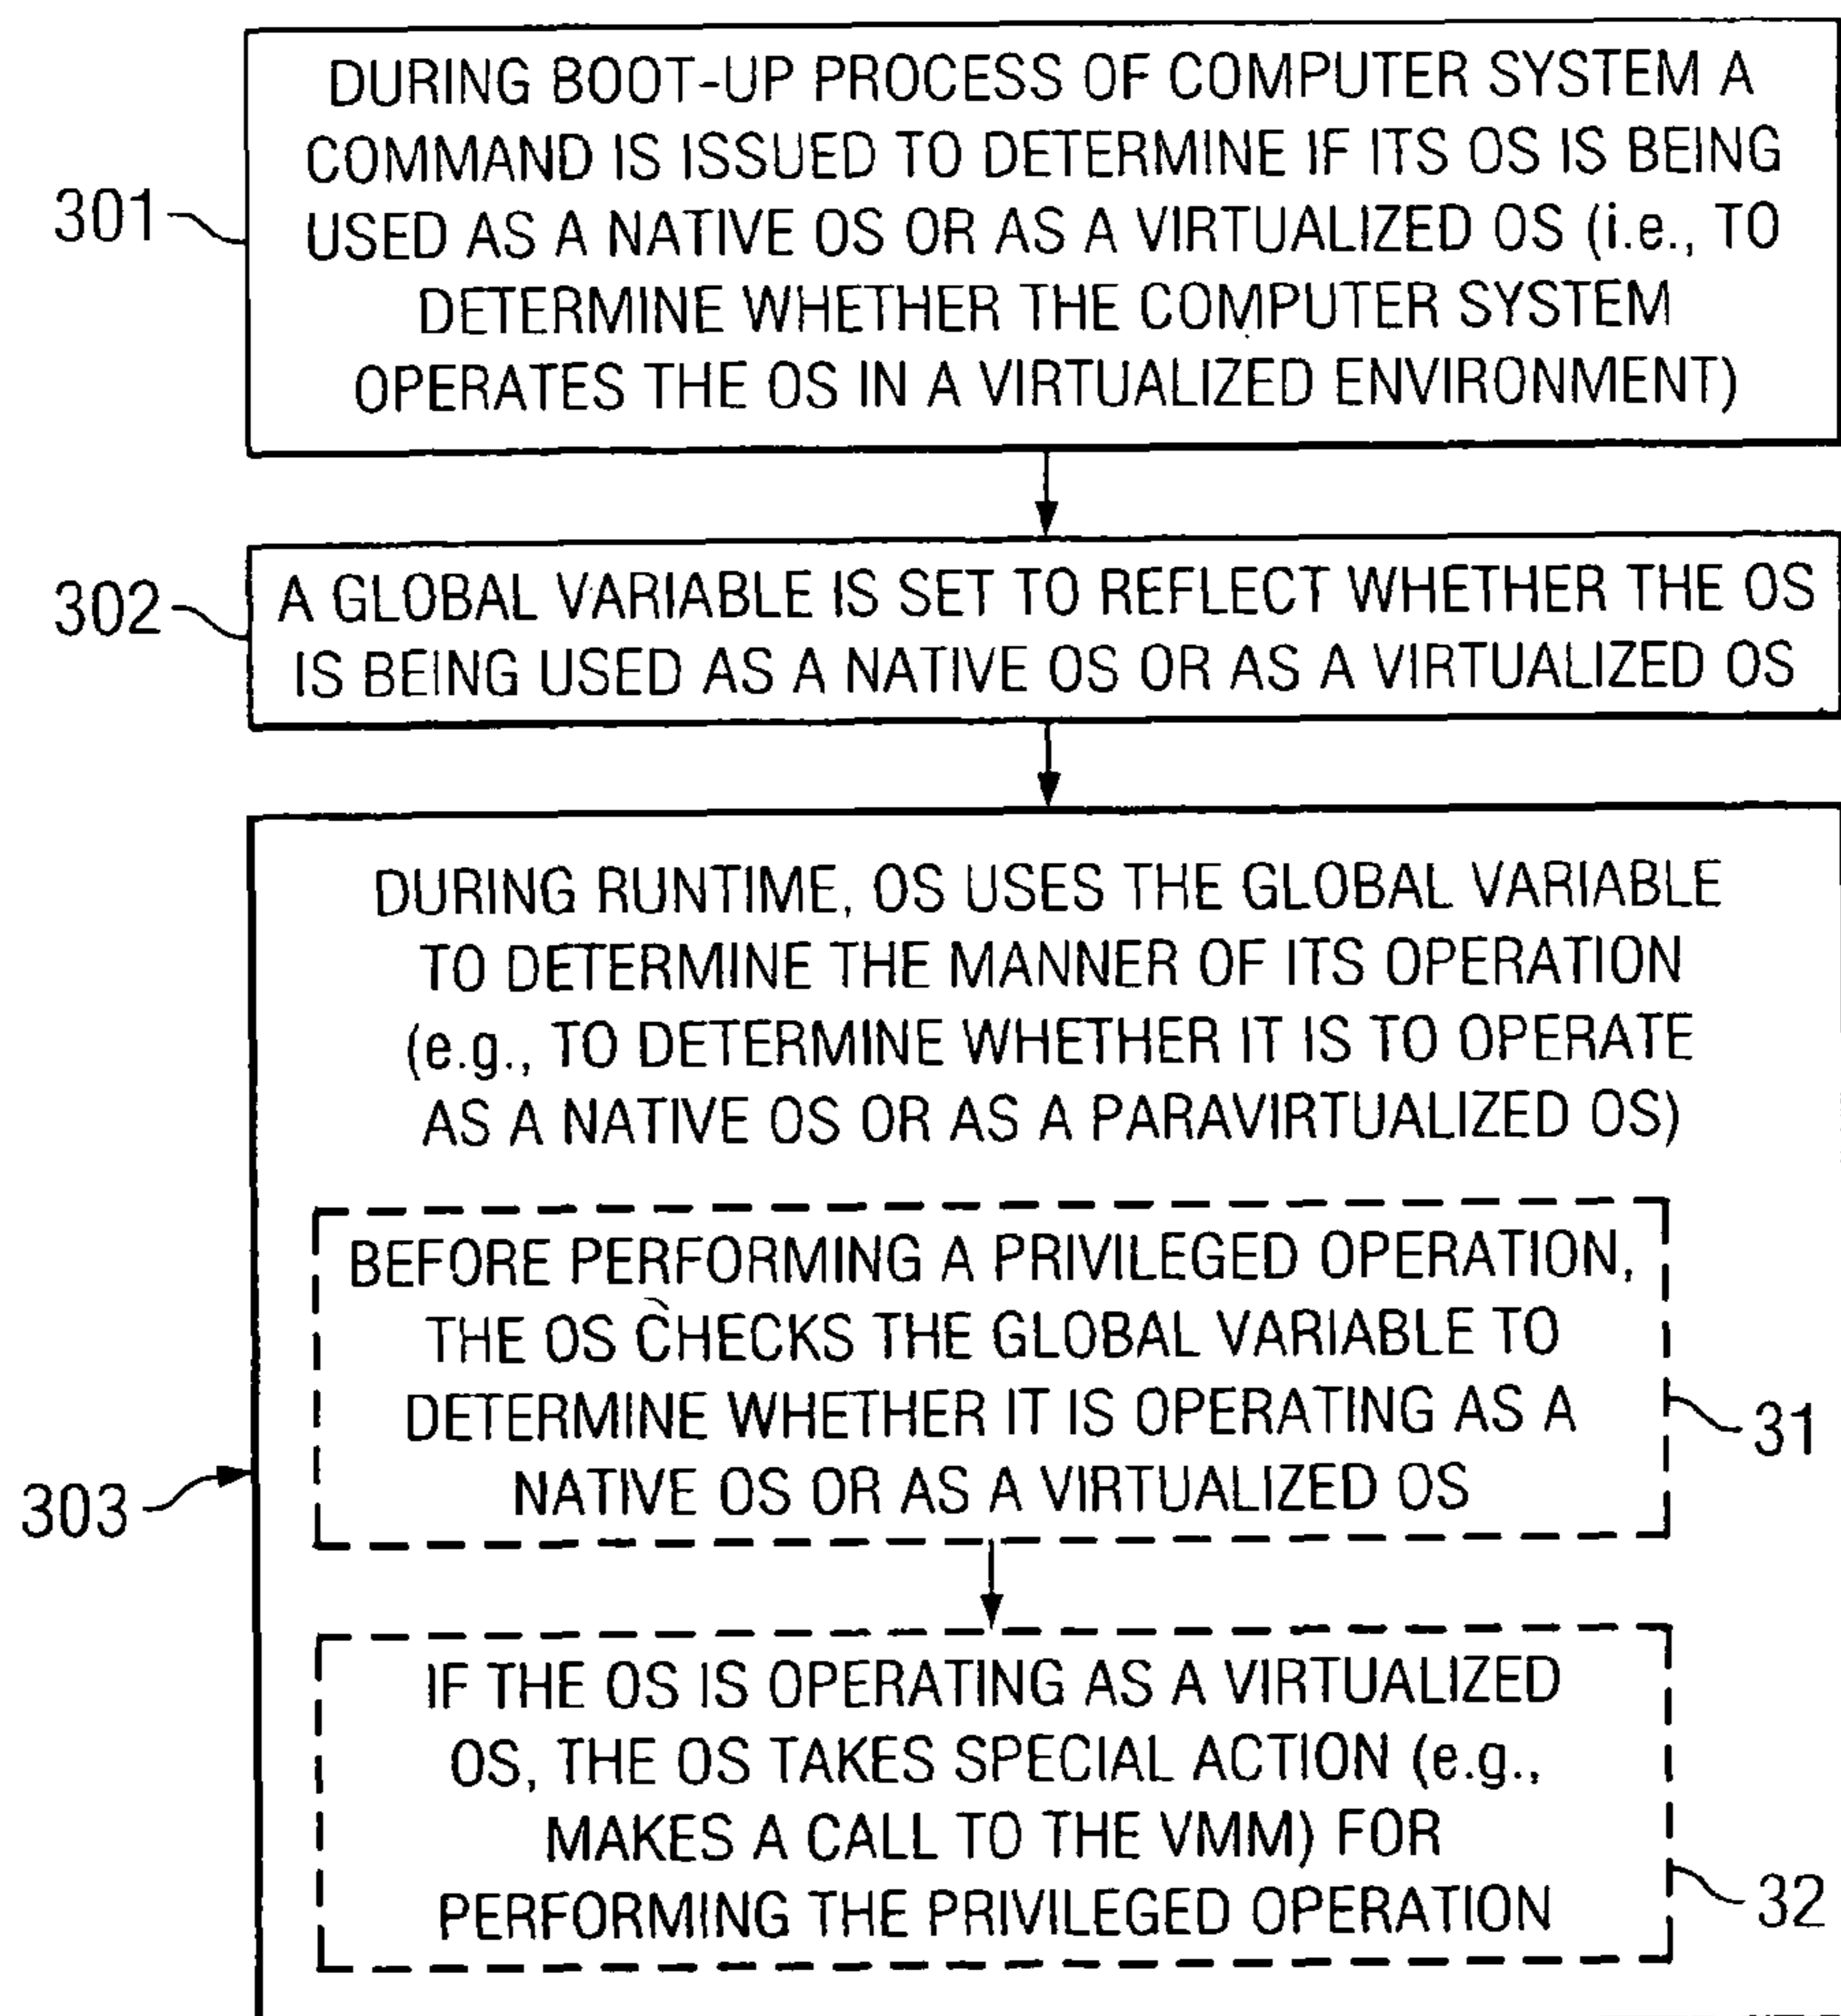 DURING BOOT-UP PROCESS OF COMPUTER SYSTEM A
COMMAND IS ISSUED TO DETERMINE IF ITS OS IS BEING
USED AS A NATIVE OS OR AS A VIRTUALIZED OS (i.e., TO
DETERMINE WHETHER THE COMPUTER SYSTEM
OPERATES THE OS IN A VIRTUALIZED ENVIRONMENT)
301
A GLOBAL VARIABLE IS SET TO REFLECT WHETHER THE OS
IS BEING USED AS A NATIVE OS OR AS A VIRTUALIZED OS
302
DURING RUNTIME, OS USES THE GLOBAL VARIABLE
TO DETERMINE THE MANNER OF ITS OPERATION
(e.g., TO DETERMINE WHETHER IT IS TO OPERATE
AS A NATIVE OS OR AS A PARAVIRTUALIZED OS)
BEFORE PERFORMING A PRIVILEGED OPERATION,
THE OS CHECKS THE GLOBAL VARIABLE TO
DETERMINE WHETHER IT IS OPERATING AS A
NATIVE OS OR AS A VIRTUALIZED OS
31
303
IF THE OS IS OPERATING AS A VIRTUALIZED
OS, THE OS TAKES SPECIAL ACTION (e.g.,
MAKES A CALL TO THE VMM) FOR
PERFORMING THE PRIVILEGED OPERATION
32